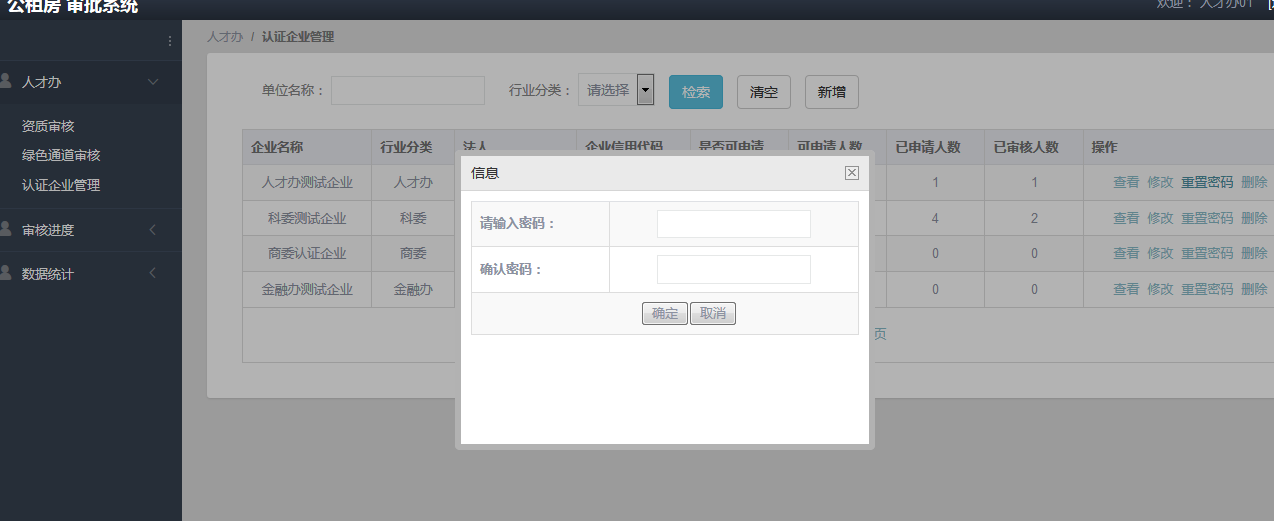 公租房 审批系统
欢迎： 人才办01
人才办 / 认证企业管理
人才办
资质审核
绿色通道审核
认证企业管理
审核进度
数据统计
单位名称： 行业分类： 请选择 检索 清空 新增
企业名称 行业分类 法人 企业信用代码 是否可申请 可申请人数 已申请人数 已审核人数 操作
人才办测试企业 人才办 1 1 查看 修改 重置密码 删除
科委测试企业 科委 4 2 查看 修改 重置密码 删除
商委认证企业 商委 0 0 查看 修改 重置密码 删除
金融办测试企业 金融办 0 0 查看 修改 重置密码 删除
页
信息
请输入密码：
确认密码：
确定 取消